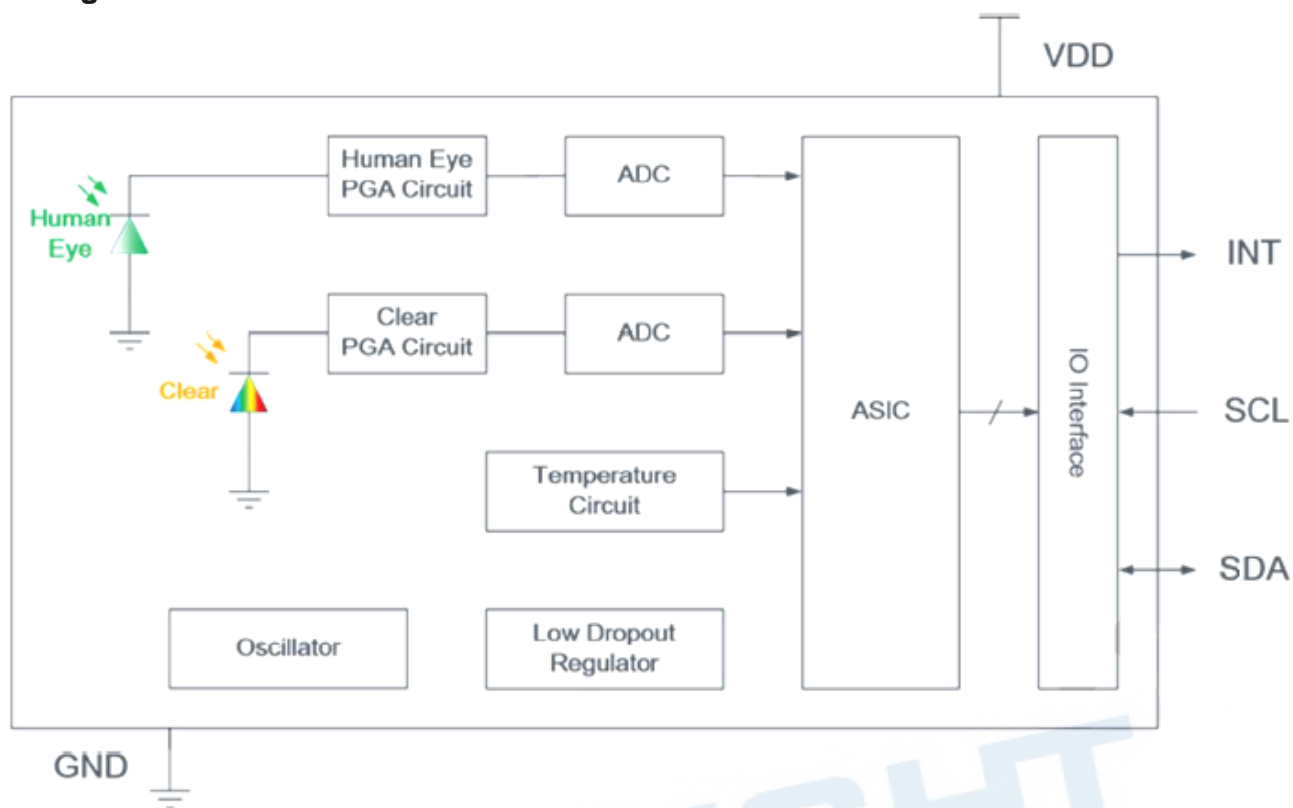 VDD
Human Eye
PGA Circuit
ADC
Human
Eye
INT
Clear
PGA Circuit
ADC
Clear
ASIC
IO Interface
SCL
Temperature
Circuit
SDA
Oscillator
Low Dropout
Regulator
GND